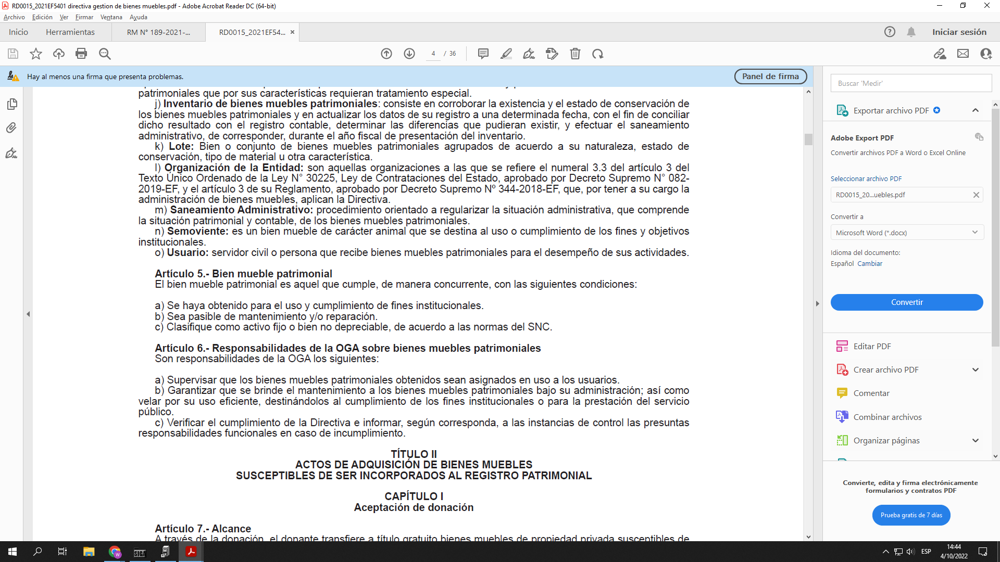 RD0015_2021EF5401 directiva gestion de bienes muebles.pdf - Adobe Acrobat Reader DC (64-bit)
Archivo Edición Ver Firmar Ventana Ayuda
Inicio Herramientas RM N° 189-2021-... RD0015_2021EF54... × Iniciar sesión
4 / 36
Hay al menos una firma que presenta problemas. Panel de firma
patrimoniales que por sus características requieran tratamiento especial.
j) Inventario de bienes muebles patrimoniales: consiste en corroborar la existencia y el estado de conservación de
los bienes muebles patrimoniales y en actualizar los datos de su registro a una determinada fecha, con el fin de conciliar
dicho resultado con el registro contable, determinar las diferencias que pudieran existir, y efectuar el saneamiento
administrativo, de corresponder, durante el año fiscal de presentación del inventario.
k) Lote: Bien o conjunto de bienes muebles patrimoniales agrupados de acuerdo a su naturaleza, estado de
conservación, tipo de material u otra característica.
l) Organización de la Entidad: son aquellas organizaciones a las que se refiere el numeral 3.3 del artículo 3 del
Texto Único Ordenado de la Ley N° 30225, Ley de Contrataciones del Estado, aprobado por Decreto Supremo N° 082-
2019-EF, y el artículo 3 de su Reglamento, aprobado por Decreto Supremo Nº 344-2018-EF, que, por tener a su cargo la
administración de bienes muebles, aplican la Directiva.
m) Saneamiento Administrativo: procedimiento orientado a regularizar la situación administrativa, que comprende
la situación patrimonial y contable, de los bienes muebles patrimoniales.
n) Semoviente: es un bien mueble de carácter animal que se destina al uso o cumplimiento de los fines y objetivos
institucionales.
o) Usuario: servidor civil o persona que recibe bienes muebles patrimoniales para el desempeño de sus actividades.
Artículo 5.- Bien mueble patrimonial
El bien mueble patrimonial es aquel que cumple, de manera concurrente, con las siguientes condiciones:
a) Se haya obtenido para el uso y cumplimiento de fines institucionales.
b) Sea pasible de mantenimiento y/o reparación.
c) Clasifique como activo fijo o bien no depreciable, de acuerdo a las normas del SNC.
Artículo 6.- Responsabilidades de la OGA sobre bienes muebles patrimoniales
Son responsabilidades de la OGA los siguientes:
a) Supervisar que los bienes muebles patrimoniales obtenidos sean asignados en uso a los usuarios.
b) Garantizar que se brinde el mantenimiento a los bienes muebles patrimoniales bajo su administración; así como
velar por su uso eficiente, destinándolos al cumplimiento de los fines institucionales o para la prestación del servicio
público.
c) Verificar el cumplimiento de la Directiva e informar, según corresponda, a las instancias de control las presuntas
responsabilidades funcionales en caso de incumplimiento.
TÍTULO II
ACTOS DE ADQUISICIÓN DE BIENES MUEBLES
SUSCEPTIBLES DE SER INCORPORADOS AL REGISTRO PATRIMONIAL
CAPÍTULO I
Aceptación de donación
Artículo 7.- Alcance
A través de la donación, el donante transfiere a título gratuito bienes muebles de propiedad privada susceptibles de
Buscar 'Medir'
Exportar archivo PDF
Adobe Export PDF
Convertir archivos PDF a Word o Excel Online
Seleccionar archivo PDF
RD0015_20...uebles.pdf
Convertir a
Microsoft Word (*.docx)
Idioma del documento:
Español Cambiar
Convertir
Editar PDF
Crear archivo PDF
Comentar
Combinar archivos
Organizar páginas
Convierte, edita y firma electrónicamente
formularios y contratos PDF
Prueba gratis de 7 días
W SIGA ESP
14:44
4/10/2022